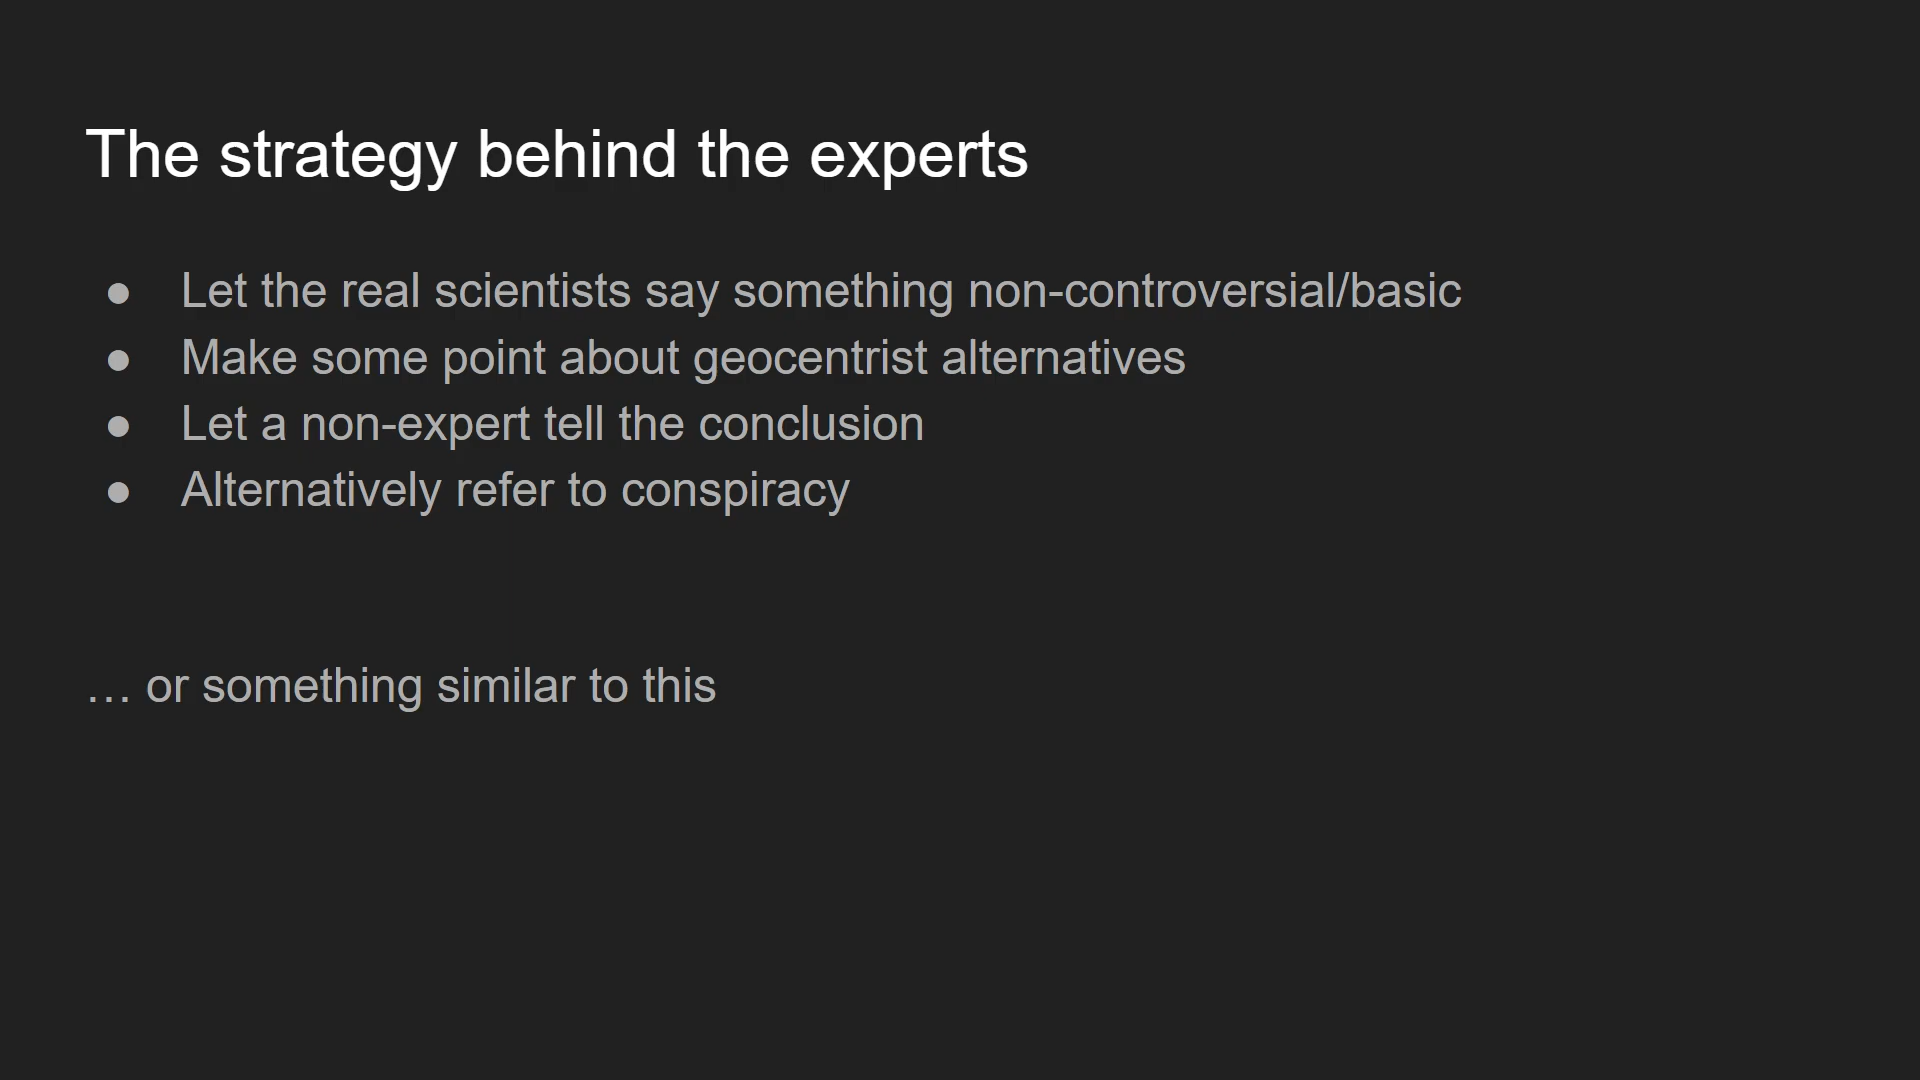 The strategy behind the experts
● Let the real scientists say something non-controversial/basic
● Make some point about geocentrist alternatives
● Let a non-expert tell the conclusion
● Alternatively refer to conspiracy
… or something similar to this